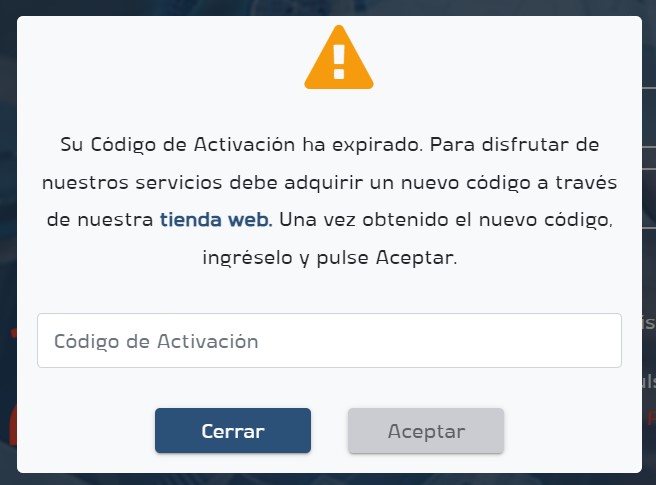 Su Código de Activación ha expirado. Para disfrutar de
nuestros servicios debe adquirir un nuevo código a través
de nuestra tienda web. Una vez obtenido el nuevo código,
ingréselo y pulse Aceptar.
Código de Activación
Cerrar
Aceptar